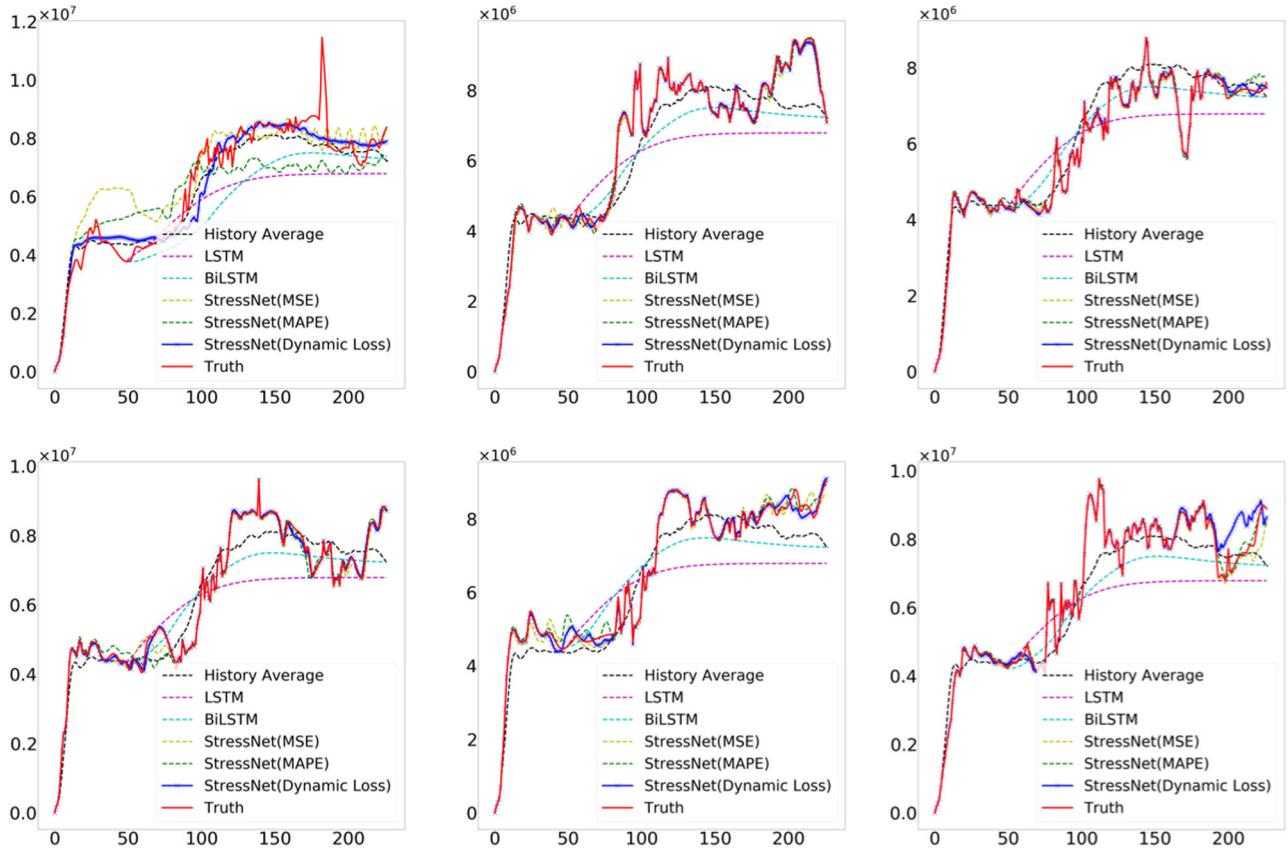 ×10⁷
1.2
1.0
0.8
0.6
0.4
0.2
0.0
History Average
LSTM
BiLSTM
StressNet(MSE)
StressNet(MAPE)
StressNet(Dynamic Loss)
Truth
0 50 100 150 200
×10⁶
8
6
4
2
0
History Average
LSTM
BiLSTM
StressNet(MSE)
StressNet(MAPE)
StressNet(Dynamic Loss)
Truth
0 50 100 150 200
×10⁶
8
6
4
2
0
History Average
LSTM
BiLSTM
StressNet(MSE)
StressNet(MAPE)
StressNet(Dynamic Loss)
Truth
0 50 100 150 200
×10⁷
1.0
0.8
0.6
0.4
0.2
0.0
History Average
LSTM
BiLSTM
StressNet(MSE)
StressNet(MAPE)
StressNet(Dynamic Loss)
Truth
0 50 100 150 200
×10⁶
8
6
4
2
0
History Average
LSTM
BiLSTM
StressNet(MSE)
StressNet(MAPE)
StressNet(Dynamic Loss)
Truth
0 50 100 150 200
×10⁷
1.0
0.8
0.6
0.4
0.2
0.0
History Average
LSTM
BiLSTM
StressNet(MSE)
StressNet(MAPE)
StressNet(Dynamic Loss)
Truth
0 50 100 150 200